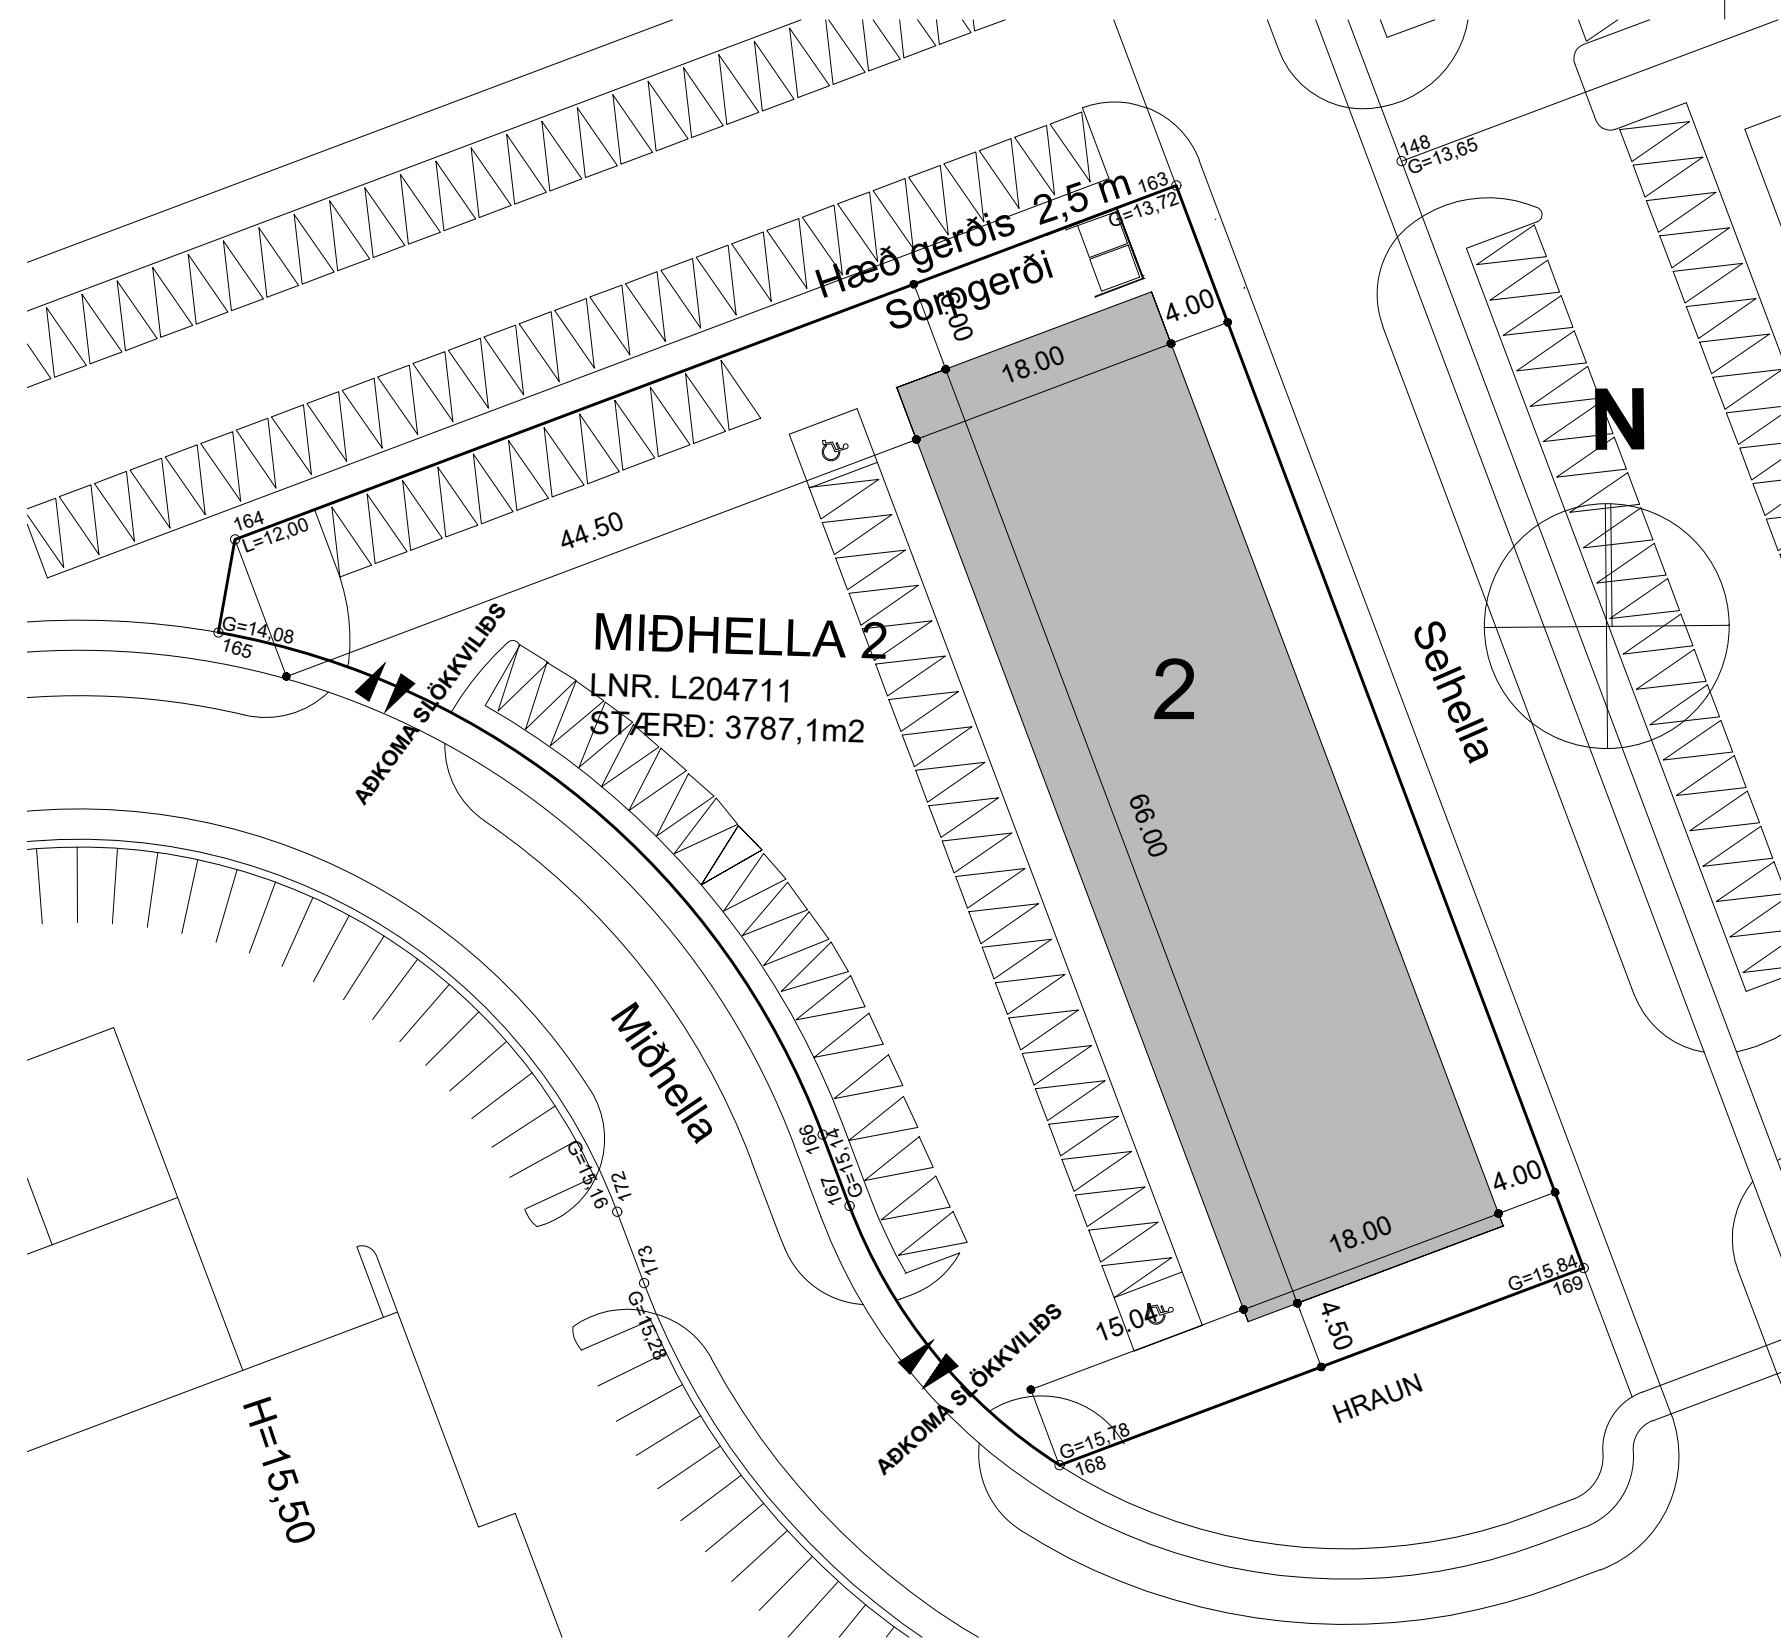 148
G=13,65
163
G=13,72
Hæð gerðis 2,5 m
Sorpgerði
6.00
4.00
18.00
N
164
L=12,00
44.50
G=14,08
165
AÐKOMA SLÖKKVILIÐS
MIÐHELLA 2
LNR. L204711
STÆRÐ: 3787,1m2
2
Selhella
66.00
Miðhella
166
G=15,14
167
G=15,16
172
173
G=15,28
4.00
18.00
G=15,84
169
15.04
4.50
AÐKOMA SLÖKKVILIÐS
HRAUN
G=15,78
168
H=15,50